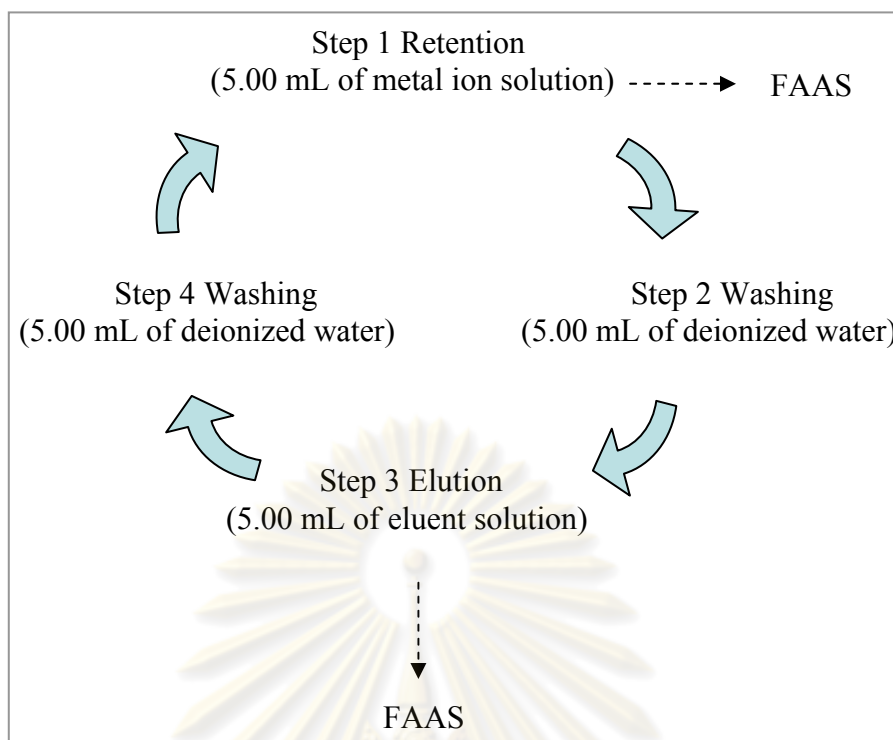 Step 1 Retention
(5.00 mL of metal ion solution)
FAAS
Step 2 Washing
(5.00 mL of deionized water)
Step 3 Elution
(5.00 mL of eluent solution)
FAAS
Step 4 Washing
(5.00 mL of deionized water)